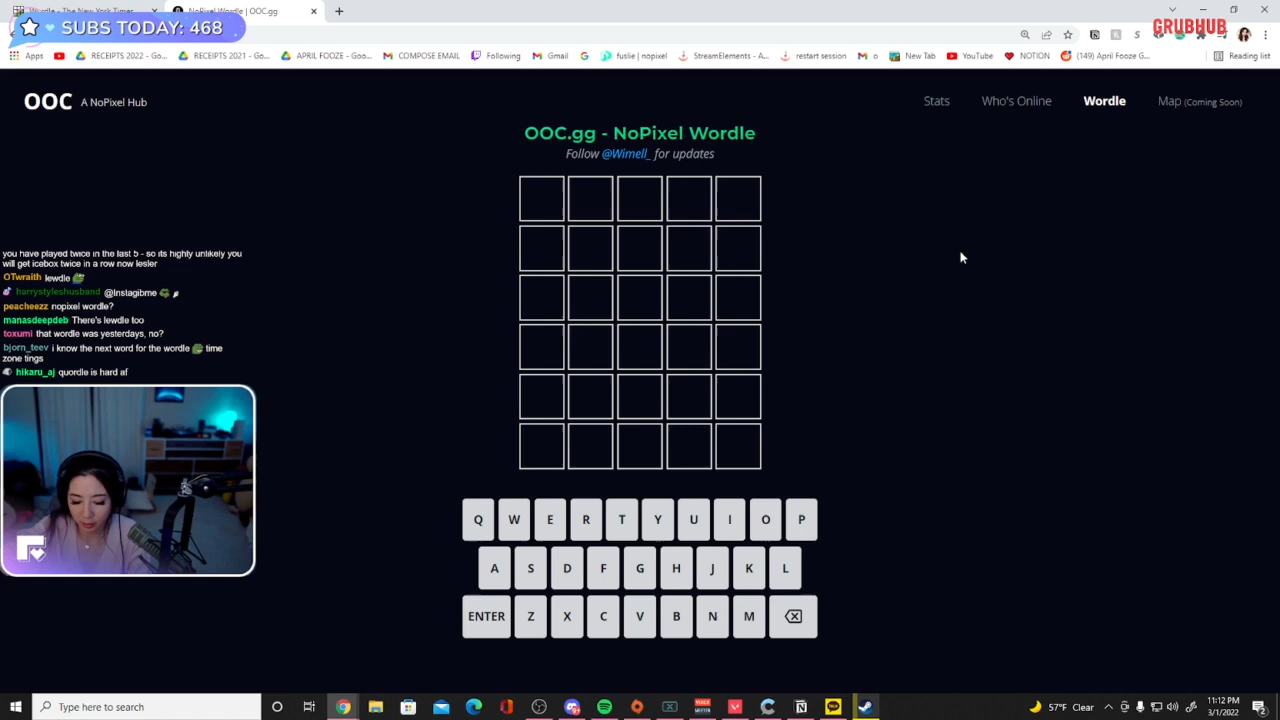 Wordle - The New York Times
NoPixel Wordle | OOC.gg
SUBS TODAY: 468
GRUBHUB
Apps
RECEIPTS 2022 - Go...
RECEIPTS 2021 - Go...
APRIL FOOZE - Goo...
COMPOSE EMAIL
Following
Gmail
fuslie | nopixel
StreamElements - A...
restart session
o
New Tab
YouTube
NOTION
(149) April Fooze G...
Reading list
OOC A NoPixel Hub
Stats
Who's Online
Wordle
Map (Coming Soon)
OOC.gg - NoPixel Wordle
Follow @Wimell_ for updates
you have played twice in the last 5 - so its highly unlikely you
will get icebox twice in a row now lesler
OTwraith lewdle
harrystyleshusband @Instagibme
peacheezz nopixel wordle?
manasdeepdeb There's lewdle too
toxumi that wordle was yesterdays, no?
bjorn_teev i know the next word for the wordle time
zone tings
hikaru_aj quordle is hard af
Q W E R T Y U I O P
A S D F G H J K L
ENTER Z X C V B N M
Type here to search
57°F Clear
11:12 PM
3/1/2022